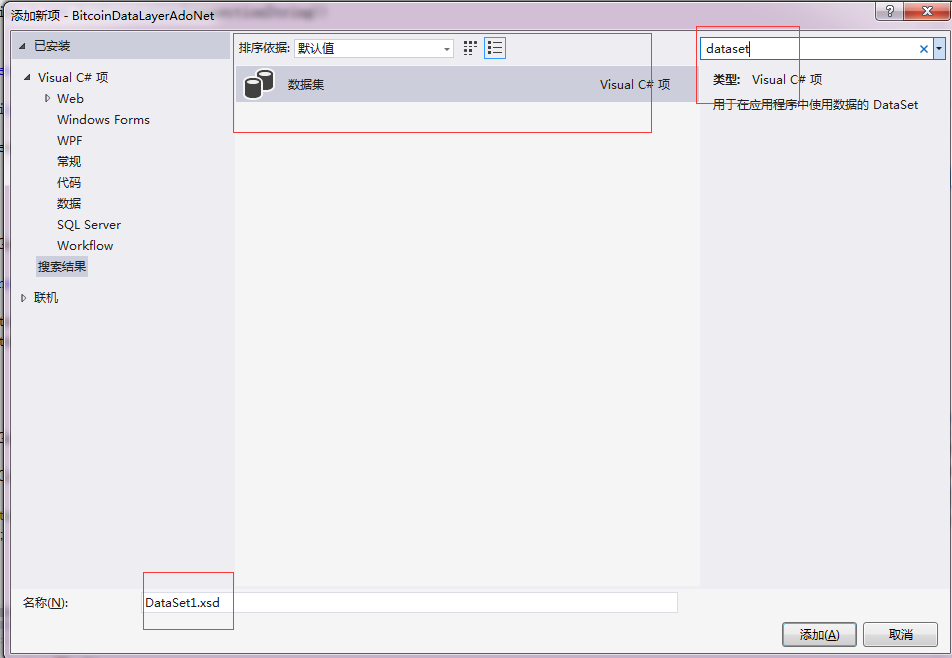 添加新项 - BitcoinDataLayerAdoNet
已安装
排序依据: 默认值
dataset
Visual C# 项
Web
Windows Forms
WPF
常规
代码
数据
SQL Server
Workflow
搜索结果
联机
数据集 Visual C# 项
类型: Visual C# 项
用于在应用程序中使用数据的 DataSet
名称(N): DataSet1.xsd
添加(A) 取消